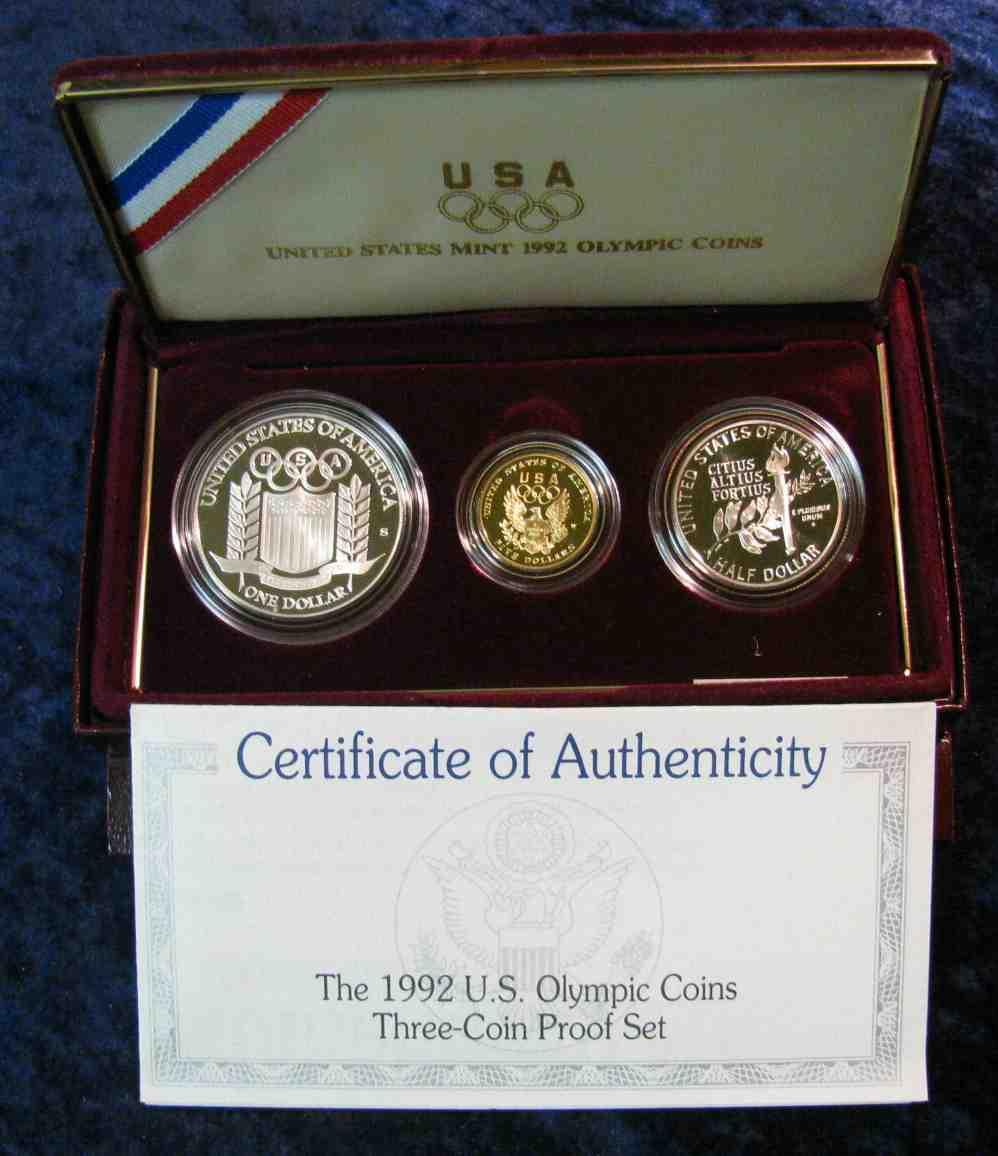 USA
UNITED STATES MINT 1992 OLYMPIC COINS
UNITED STATES OF AMERICA
USA
S
ONE DOLLAR
UNITED STATES OF AMERICA
USA
FIVE DOLLARS
UNITED STATES OF AMERICA
CITIUS
ALTIUS
FORTIUS
E PLURIBUS
UNUM
HALF DOLLAR
Certificate of Authenticity
The 1992 U.S. Olympic Coins
Three-Coin Proof Set